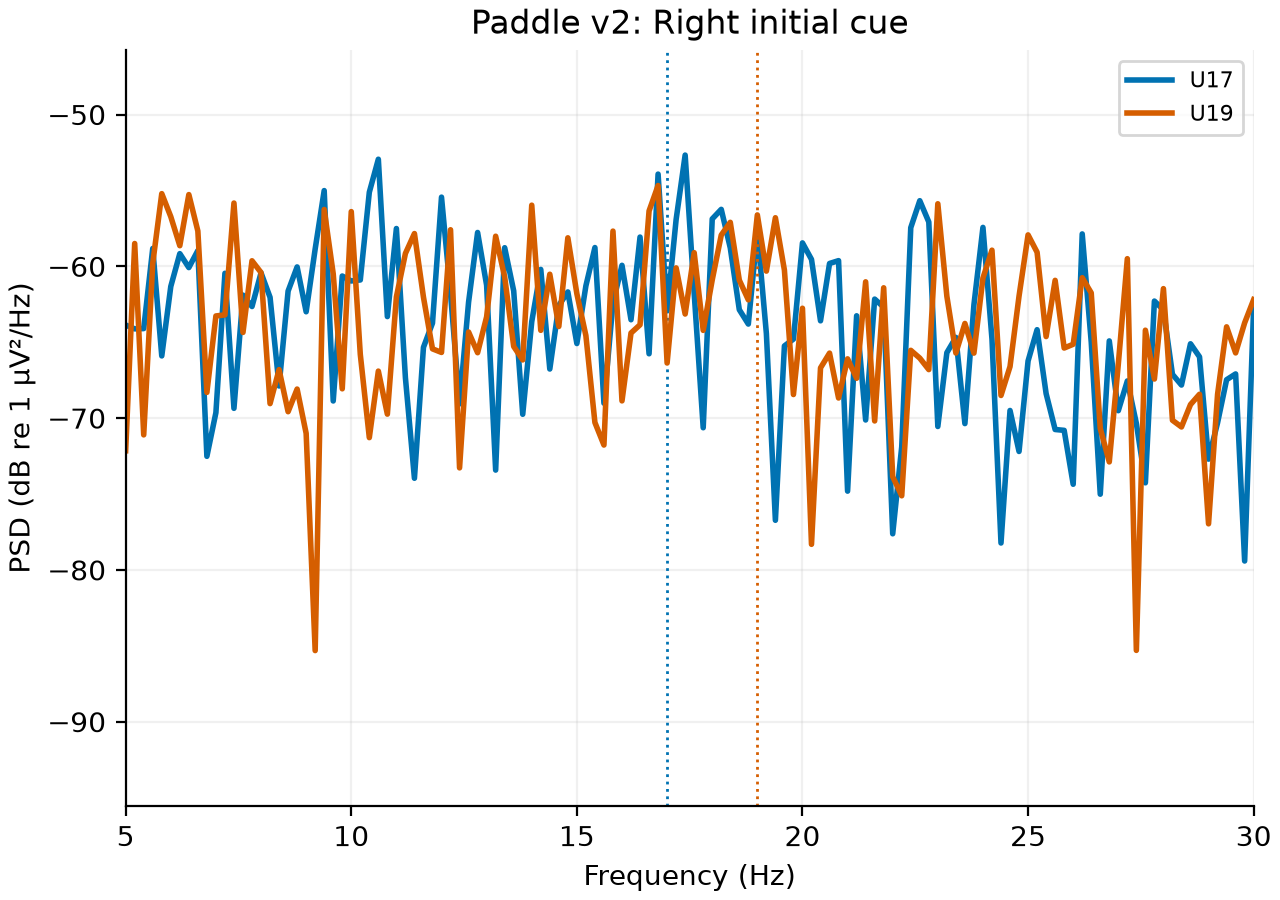 Paddle v2: Right initial cue
U17
U19
PSD (dB re 1 µV²/Hz)
−50
−60
−70
−80
−90
5
10
15
20
25
30
Frequency (Hz)